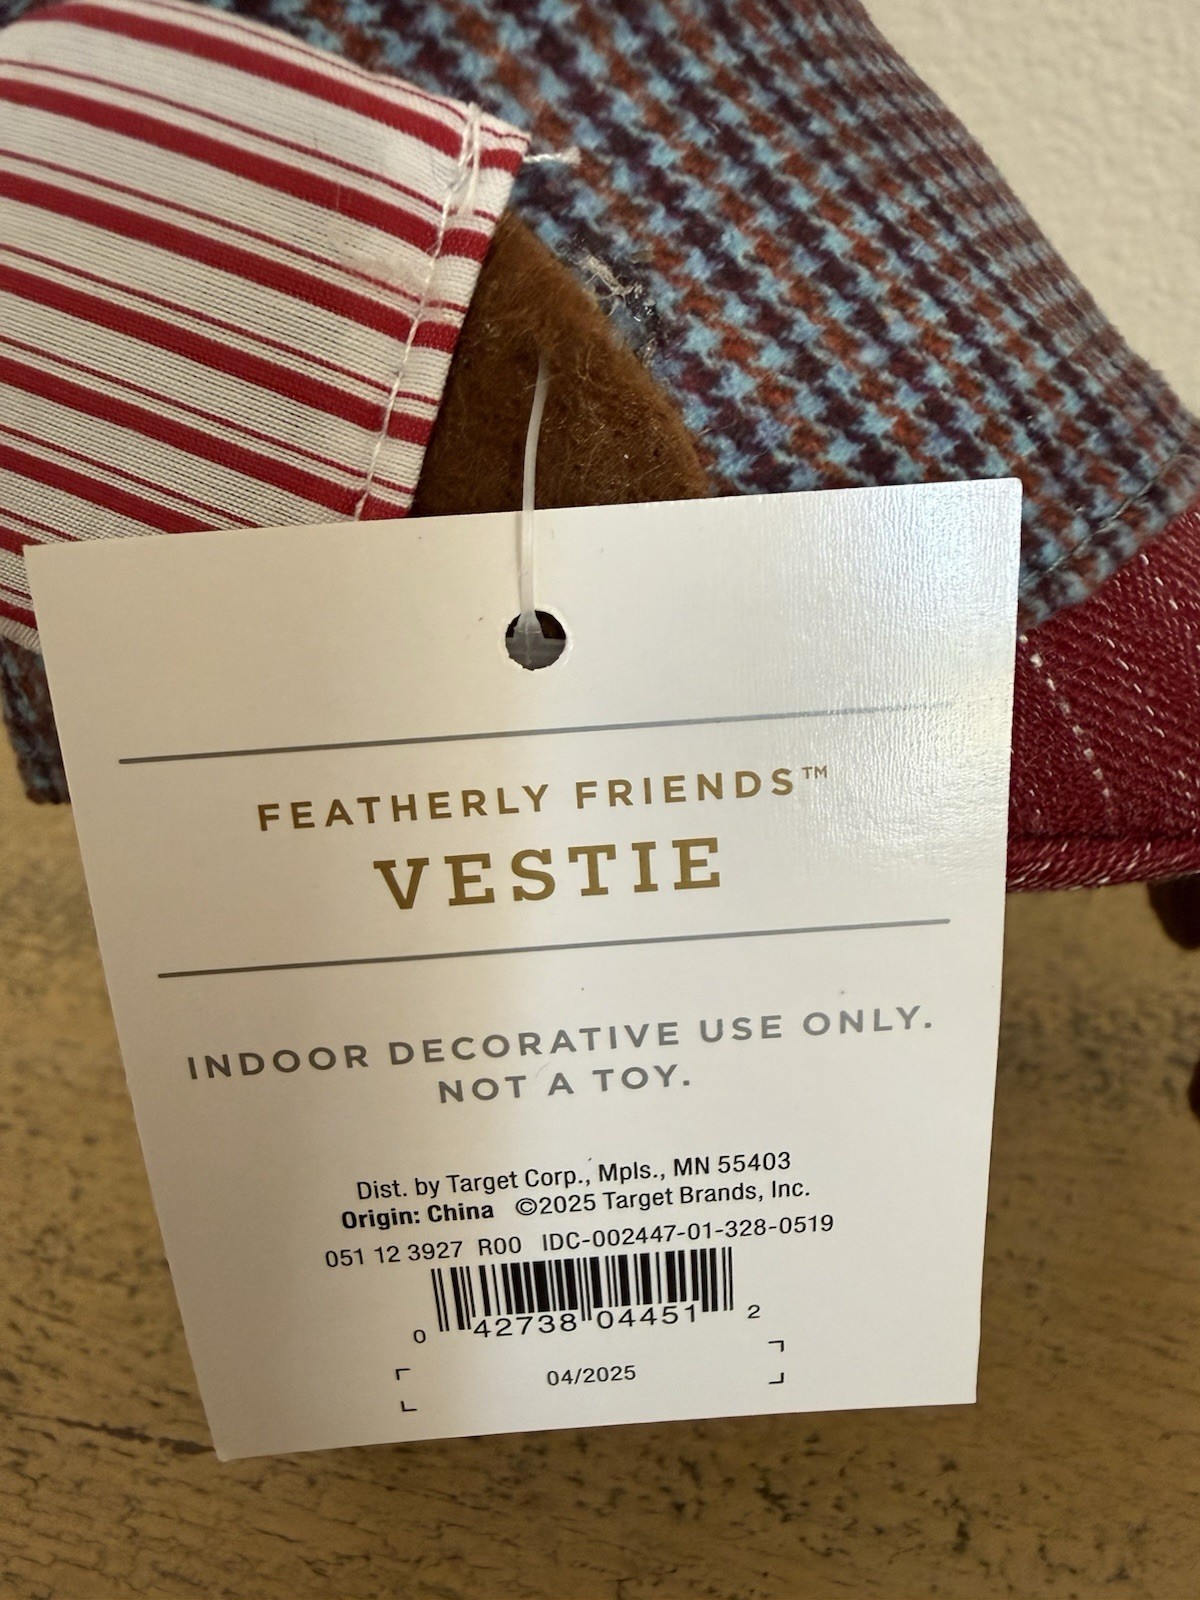 FEATHERLY FRIENDS™
VESTIE
INDOOR DECORATIVE USE ONLY.
NOT A TOY.
Dist. by Target Corp., Mpls., MN 55403
Origin: China ©2025 Target Brands, Inc.
051 12 3927 R00 IDC-002447-01-328-0519
0 42738 04451 2
04/2025